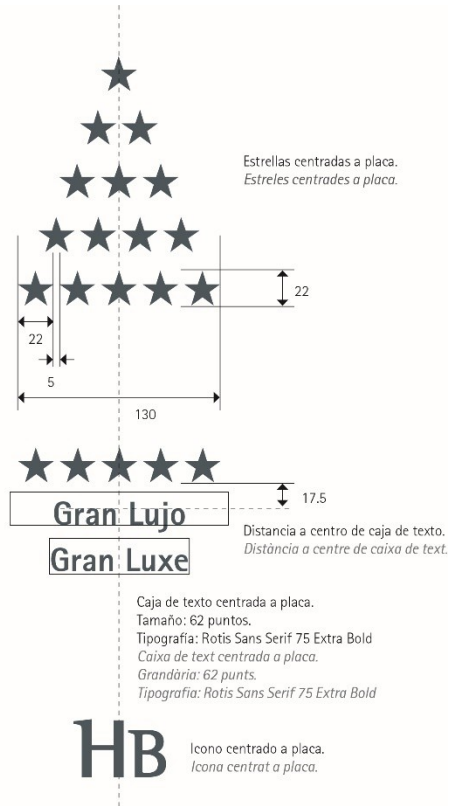 Estrellas centradas a placa.
Estreles centrades a placa.
22
22
5
130
17.5
Gran Lujo
Distancia a centro de caja de texto.
Distància a centre de caixa de text.
Gran Luxe
Caja de texto centrada a placa.
Tamaño: 62 puntos.
Tipografía: Rotis Sans Serif 75 Extra Bold
Caixa de text centrada a placa.
Grandària: 62 punts.
Tipografia: Rotis Sans Serif 75 Extra Bold
HB
Icono centrado a placa.
Icona centrat a placa.